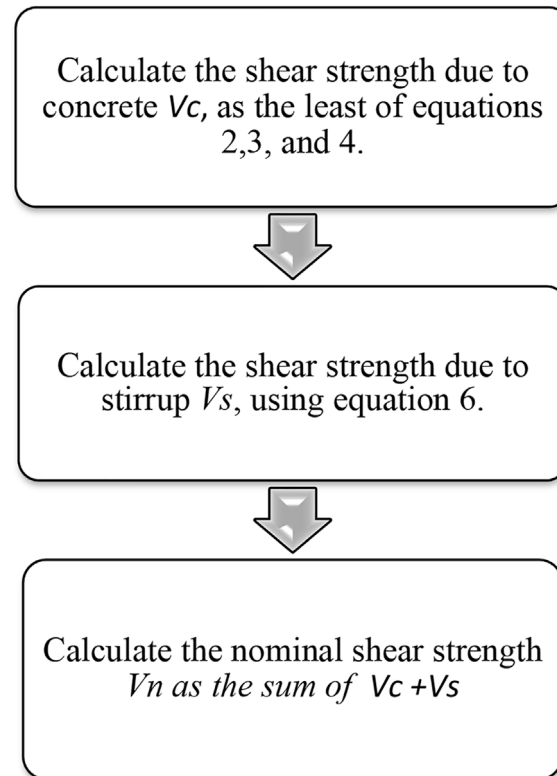 Calculate the shear strength due to
concrete Vc, as the least of equations
2,3, and 4.
Calculate the shear strength due to
stirrup Vs, using equation 6.
Calculate the nominal shear strength
Vn as the sum of Vc +Vs